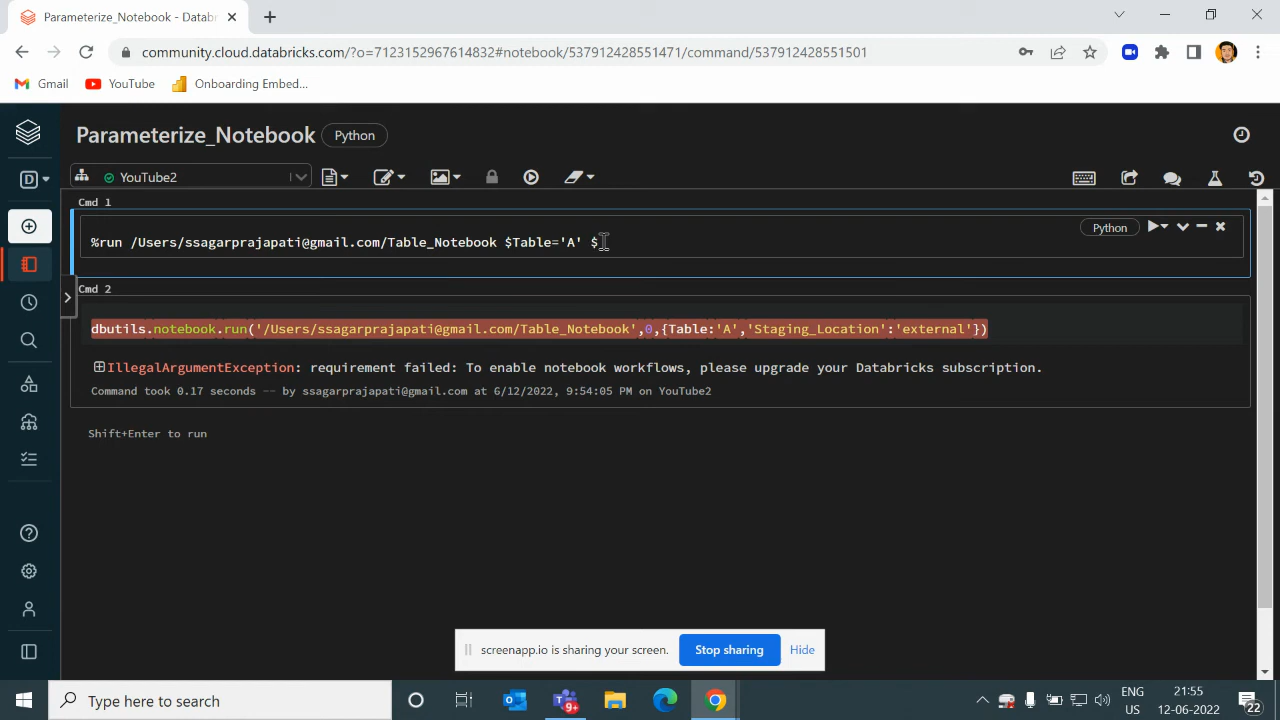 Parameterize_Notebook - Datab
community.cloud.databricks.com/?o=7123152967614832#notebook/537912428551471/command/537912428551501
Gmail YouTube Onboarding Embed...
Parameterize_Notebook Python
D YouTube2
Cmd 1
%run /Users/ssagarprajapati@gmail.com/Table_Notebook $Table='A' $
Python
Cmd 2
dbutils.notebook.run('/Users/ssagarprajapati@gmail.com/Table_Notebook',0,{Table:'A','Staging_Location':'external'})
IllegalArgumentException: requirement failed: To enable notebook workflows, please upgrade your Databricks subscription.
Command took 0.17 seconds -- by ssagarprajapati@gmail.com at 6/12/2022, 9:54:05 PM on YouTube2
Shift+Enter to run
screenapp.io is sharing your screen. Stop sharing Hide
Type here to search
9+
ENG
US
21:55
12-06-2022
22